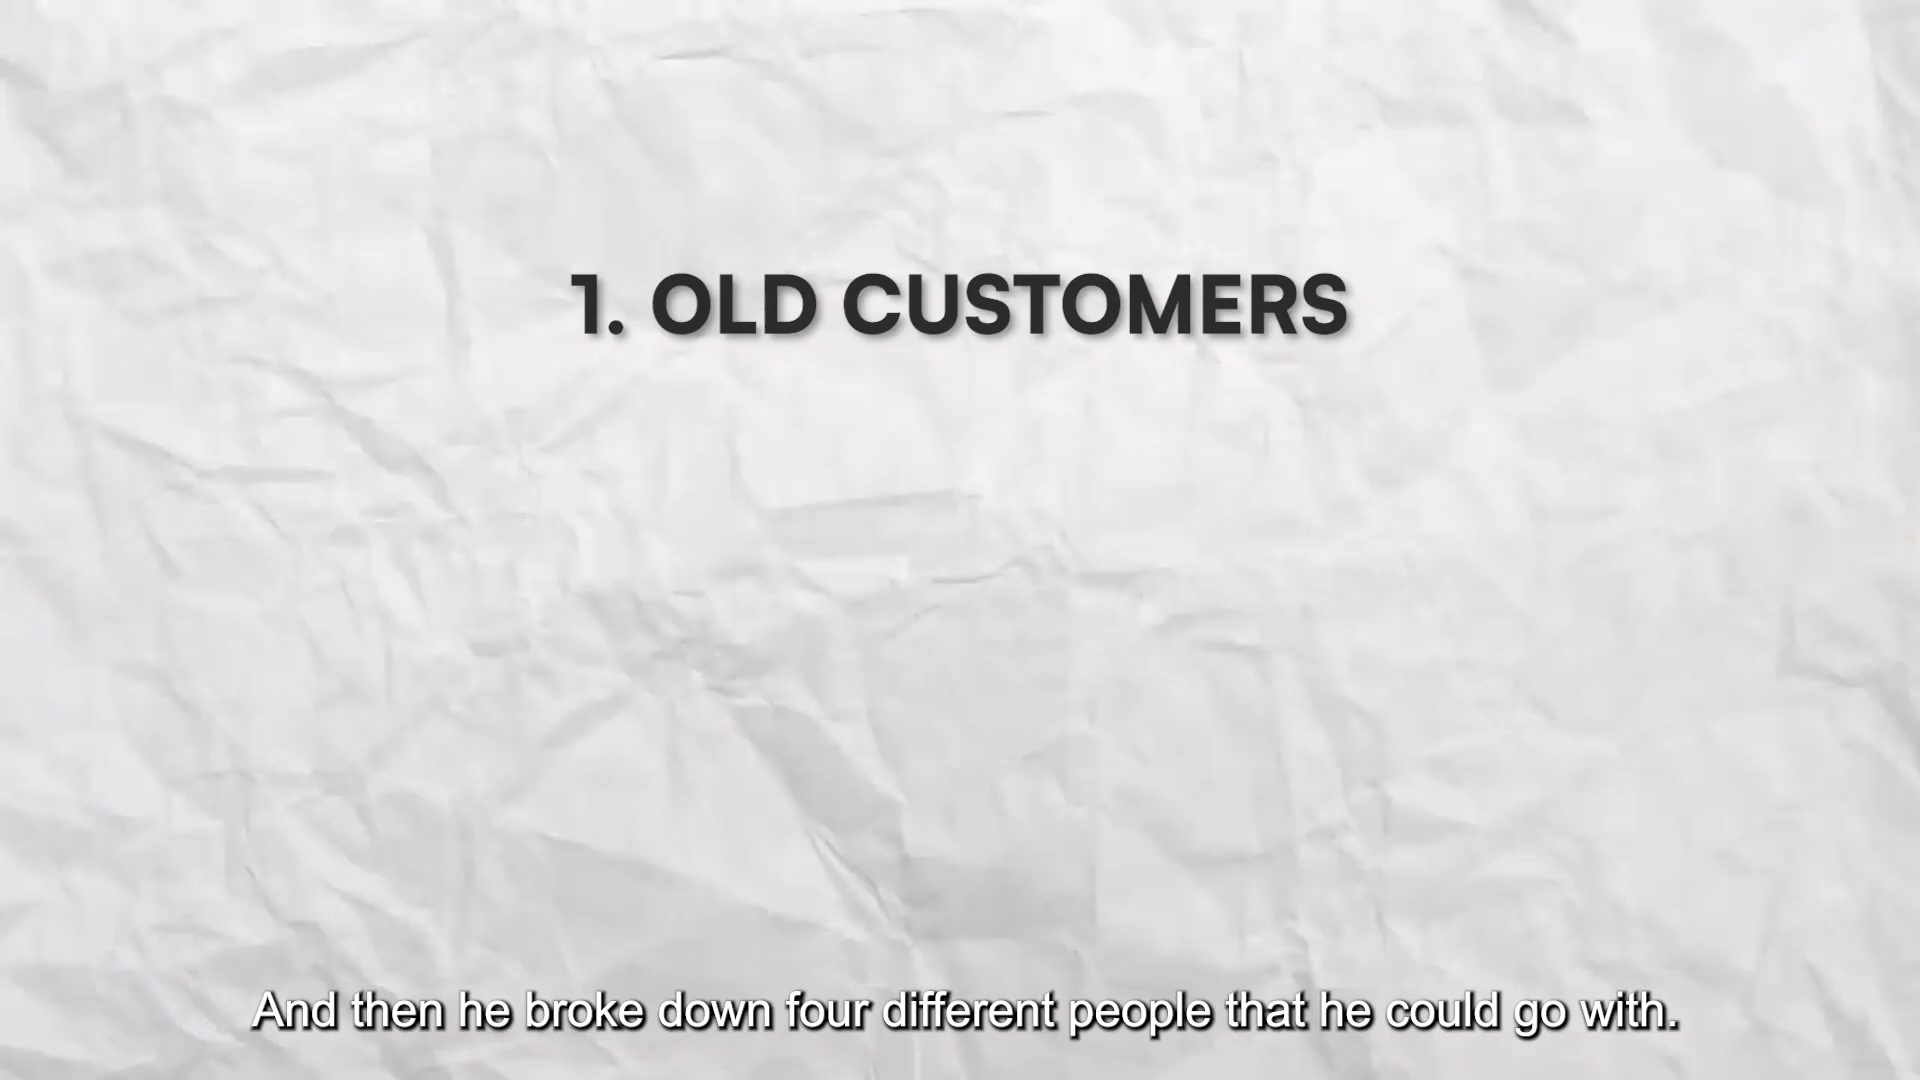 1. OLD CUSTOMERS
And then he broke down four different people that he could go with.